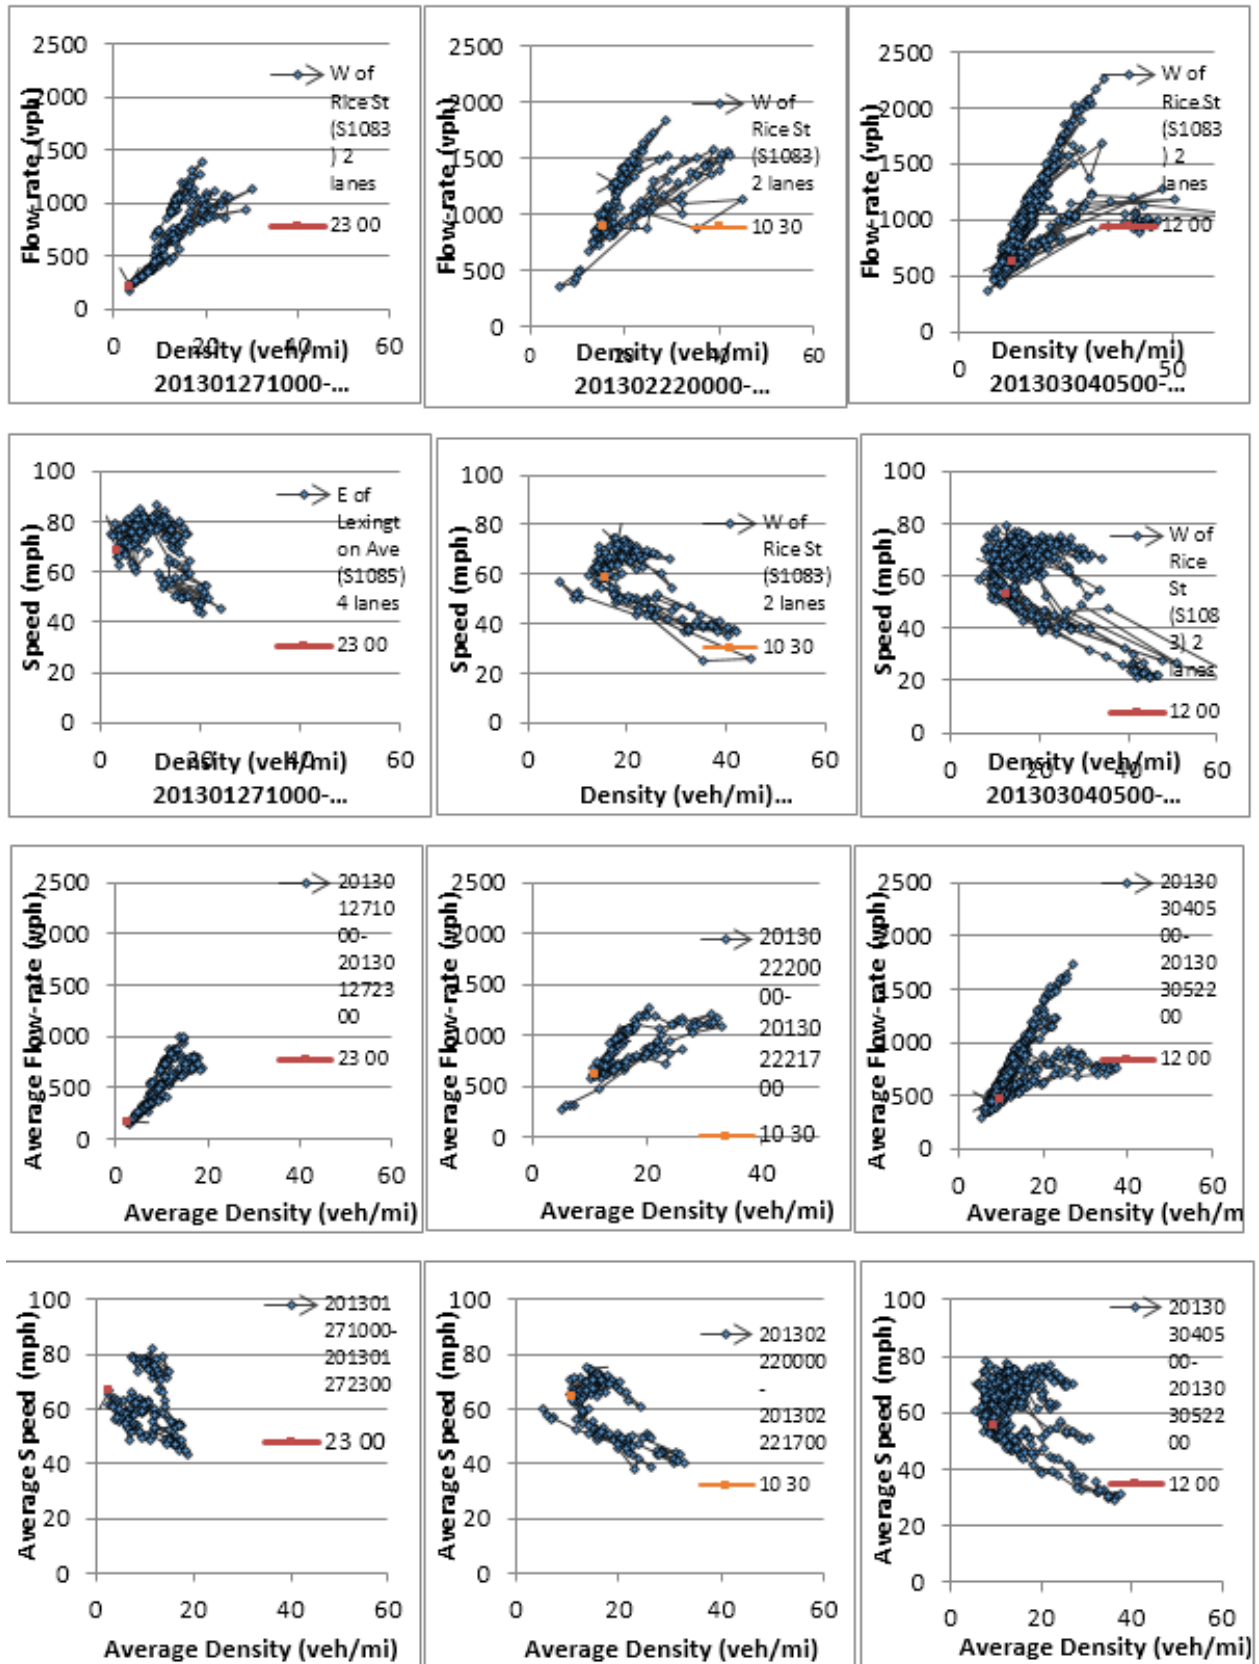 2500
2000
1500
1000
500
0
Flow-rate (vph)
W of
Rice St
(S1083
) 2
lanes
23 00
0 20 40 60
Density (veh/mi)
201301271000-...
2500
2000
1500
1000
500
0
Flow-rate (vph)
W of
Rice St
(S1083)
2 lanes
10 30
0 20 40 60
Density (veh/mi)
201302220000-...
2500
2000
1500
1000
500
0
Flow-rate (vph)
W of
Rice St
(S1083
) 2
lanes
12 00
0 50
Density (veh/mi)
201303040500-...
100
80
60
40
20
0
Speed (mph)
E of
Lexingt
on Ave
(S1085)
4 lanes
23 00
0 20 40 60
Density (veh/mi)
201301271000-...
100
80
60
40
20
0
Speed (mph)
W of
Rice St
(S1083)
2 lanes
10 30
0 20 40 60
Density (veh/mi)...
100
80
60
40
20
0
Speed (mph)
W of
Rice
St
(S108
3) 2
lanes
12 00
0 20 40 60
Density (veh/mi)
201303040500-...
2500
2000
1500
1000
500
0
Average Flow-rate (vph)
20130
12710
00-
20130
12723
00
23 00
0 20 40 60
Average Density (veh/mi)
2500
2000
1500
1000
500
0
Average Flow-rate (vph)
20130
22200
00-
20130
22217
00
10 30
0 20 40
Average Density (veh/mi)
2500
2000
1500
1000
500
0
Average Flow-rate (vph)
20130
30405
00-
20130
30522
00
12 00
0 20 40 60
Average Density (veh/m
100
80
60
40
20
0
Average Speed (mph)
201301
271000-
201301
272300
23 00
0 20 40 60
Average Density (veh/mi)
100
80
60
40
20
0
Average Speed (mph)
201302
220000
-
201302
221700
10 30
0 20 40 60
Average Density (veh/mi)
100
80
60
40
20
0
Average Speed (mph)
20130
30405
00-
20130
30522
00
12 00
0 20 40 60
Average Density (veh/mi)